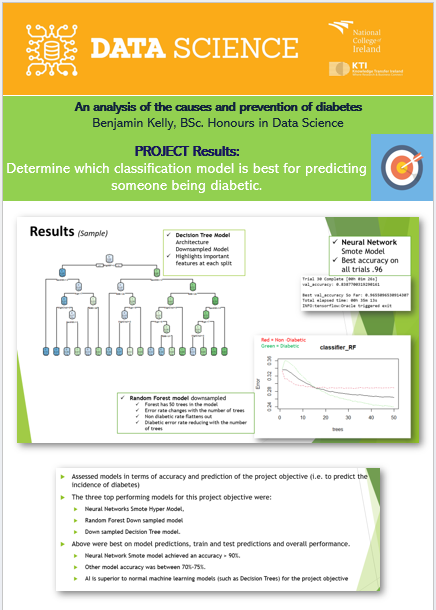 DATA SCIENCE
National
College of
Ireland
KTI
Knowledge Transfer Ireland
An analysis of the causes and prevention of diabetes
Benjamin Kelly, BSc. Honours in Data Science
PROJECT Results:
Determine which classification model is best for predicting
someone being diabetic.
Results (Sample)
✓ Decision Tree Model
Architecture
Downsampled Model
✓ Highlights important
features at each split
✓ Neural Network
Smote Model
✓ Best accuracy on
all trials .96
Trial 30 Complete
val_accuracy:
Best val_accuracy So Far:
Total elapsed time:
INFO:tensorflow:Oracle triggered exit
Red = Non Diabetic
Green = Diabetic
classifier_RF
Error
0.36
0.32
0.28
0.24
0
10
20
30
40
50
trees
✓ Random Forest model downsampled
✓ Forest has 50 trees in the model
✓ Error rate changes with the number of trees
✓ Non diabetic rate flattens out
✓ Diabetic error rate reducing with the number
of trees
Assessed models in terms of accuracy and prediction of the project objective (i.e. to predict the
incidence of diabetes)
The three top performing models for this project objective were:
Neural Networks Smote Hyper Model,
Random Forest Down sampled model
Down sampled Decision Tree model.
Above were best on model predictions, train and test predictions and overall performance.
Neural Network Smote model achieved an accuracy > 90%.
Other model accuracy was between 70%-75%.
AI is superior to normal machine learning models (such as Decision Trees) for the project objective